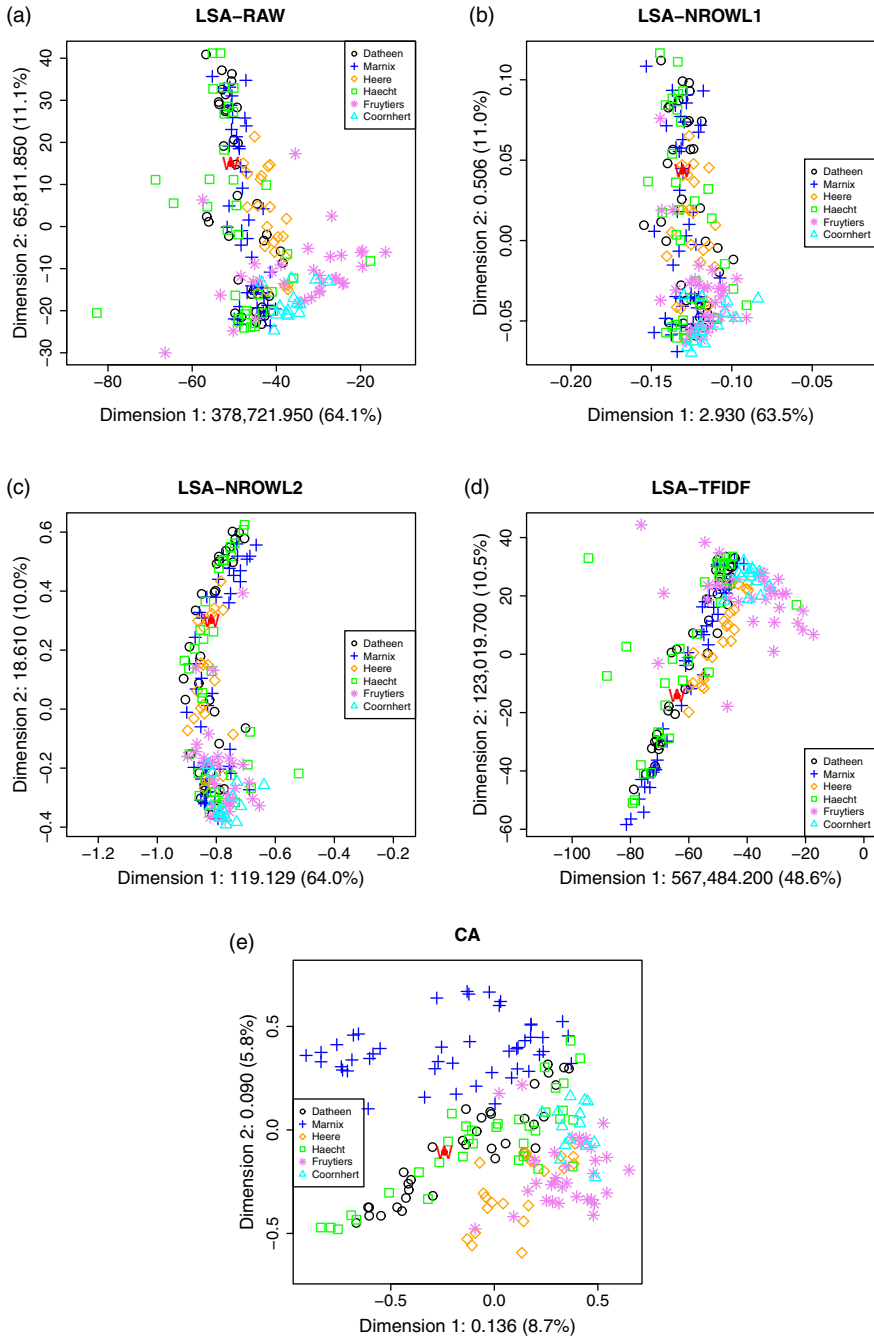 (a)
LSA−RAW
Dimension 2: 65,811.850 (11.1%)
40
30
20
10
0
−10
−20
−30
Datheen
Marnix
Heere
Haecht
Fruytiers
Coornhert
W
−80
−60
−40
−20
Dimension 1: 378,721.950 (64.1%)
(b)
LSA−NROWL1
Dimension 2: 0.506 (11.0%)
0.10
0.05
0.00
−0.05
Datheen
Marnix
Heere
Haecht
Fruytiers
Coornhert
W
−0.20
−0.15
−0.10
−0.05
Dimension 1: 2.930 (63.5%)
(c)
LSA−NROWL2
Dimension 2: 18.610 (10.0%)
0.6
0.4
0.2
0.0
−0.2
−0.4
Datheen
Marnix
Heere
Haecht
Fruytiers
Coornhert
W
−1.2
−1.0
−0.8
−0.6
−0.4
−0.2
Dimension 1: 119.129 (64.0%)
(d)
LSA−TFIDF
Dimension 2: 123,019.700 (10.5%)
40
20
0
−20
−40
−60
Datheen
Marnix
Heere
Haecht
Fruytiers
Coornhert
W
−100
−80
−60
−40
−20
0
Dimension 1: 567,484.200 (48.6%)
(e)
CA
Dimension 2: 0.090 (5.8%)
0.5
0.0
−0.5
Datheen
Marnix
Heere
Haecht
Fruytiers
Coornhert
W
−0.5
0.0
0.5
Dimension 1: 0.136 (8.7%)